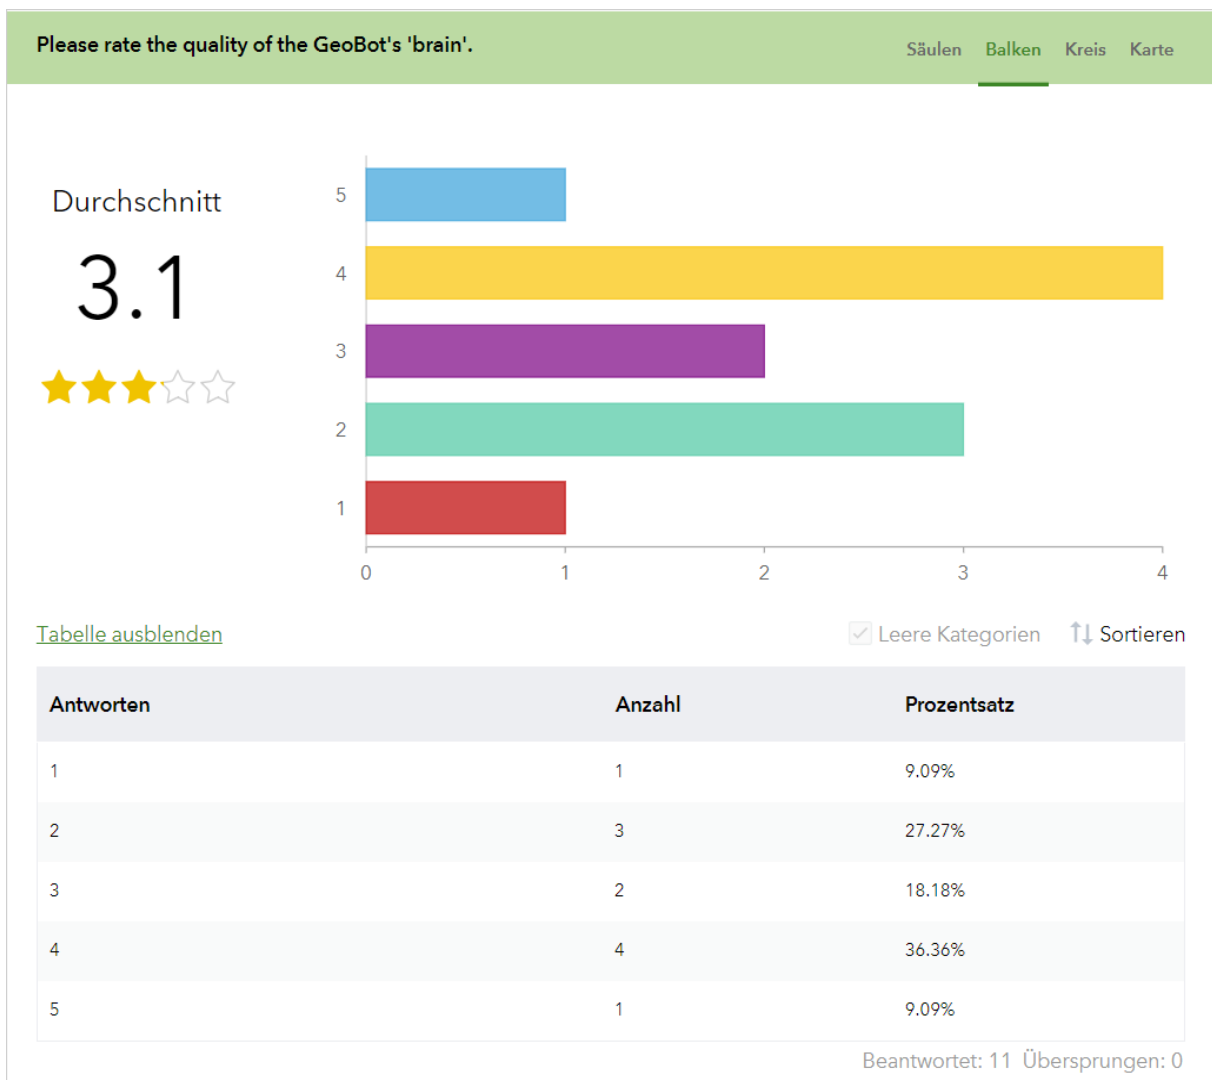 Please rate the quality of the GeoBot's 'brain'.
Säulen Balken Kreis Karte
Durchschnitt
3.1
5
4
3
2
1
0 1 2 3 4
Tabelle ausblenden
Leere Kategorien Sortieren
Antworten Anzahl Prozentsatz
1 1 9.09%
2 3 27.27%
3 2 18.18%
4 4 36.36%
5 1 9.09%
Beantwortet: 11 Übersprungen: 0